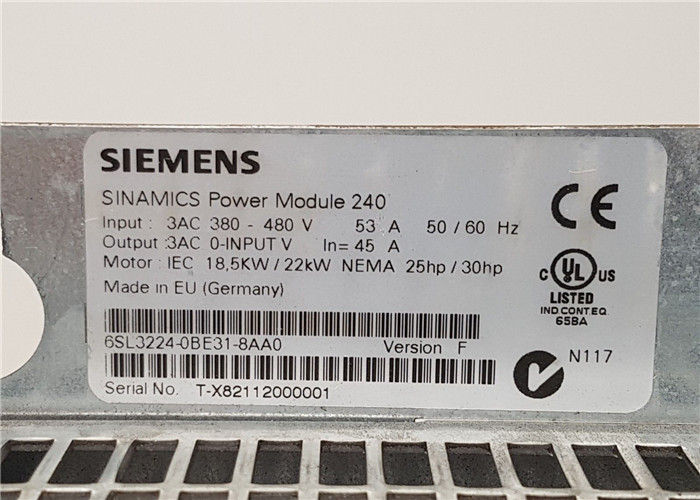 SIEMENS
SINAMICS Power Module 240
Input : 3AC 380 - 480 V 53 A 50 / 60 Hz
Output :3AC 0-INPUT V In= 45 A
Motor : IEC 18,5KW / 22kW NEMA 25hp / 30hp
Made in EU (Germany)
6SL3224-0BE31-8AA0 Version F
Serial No. T-X82112000001
CE
C UL US
LISTED
IND.CONT.EQ.
65BA
N117